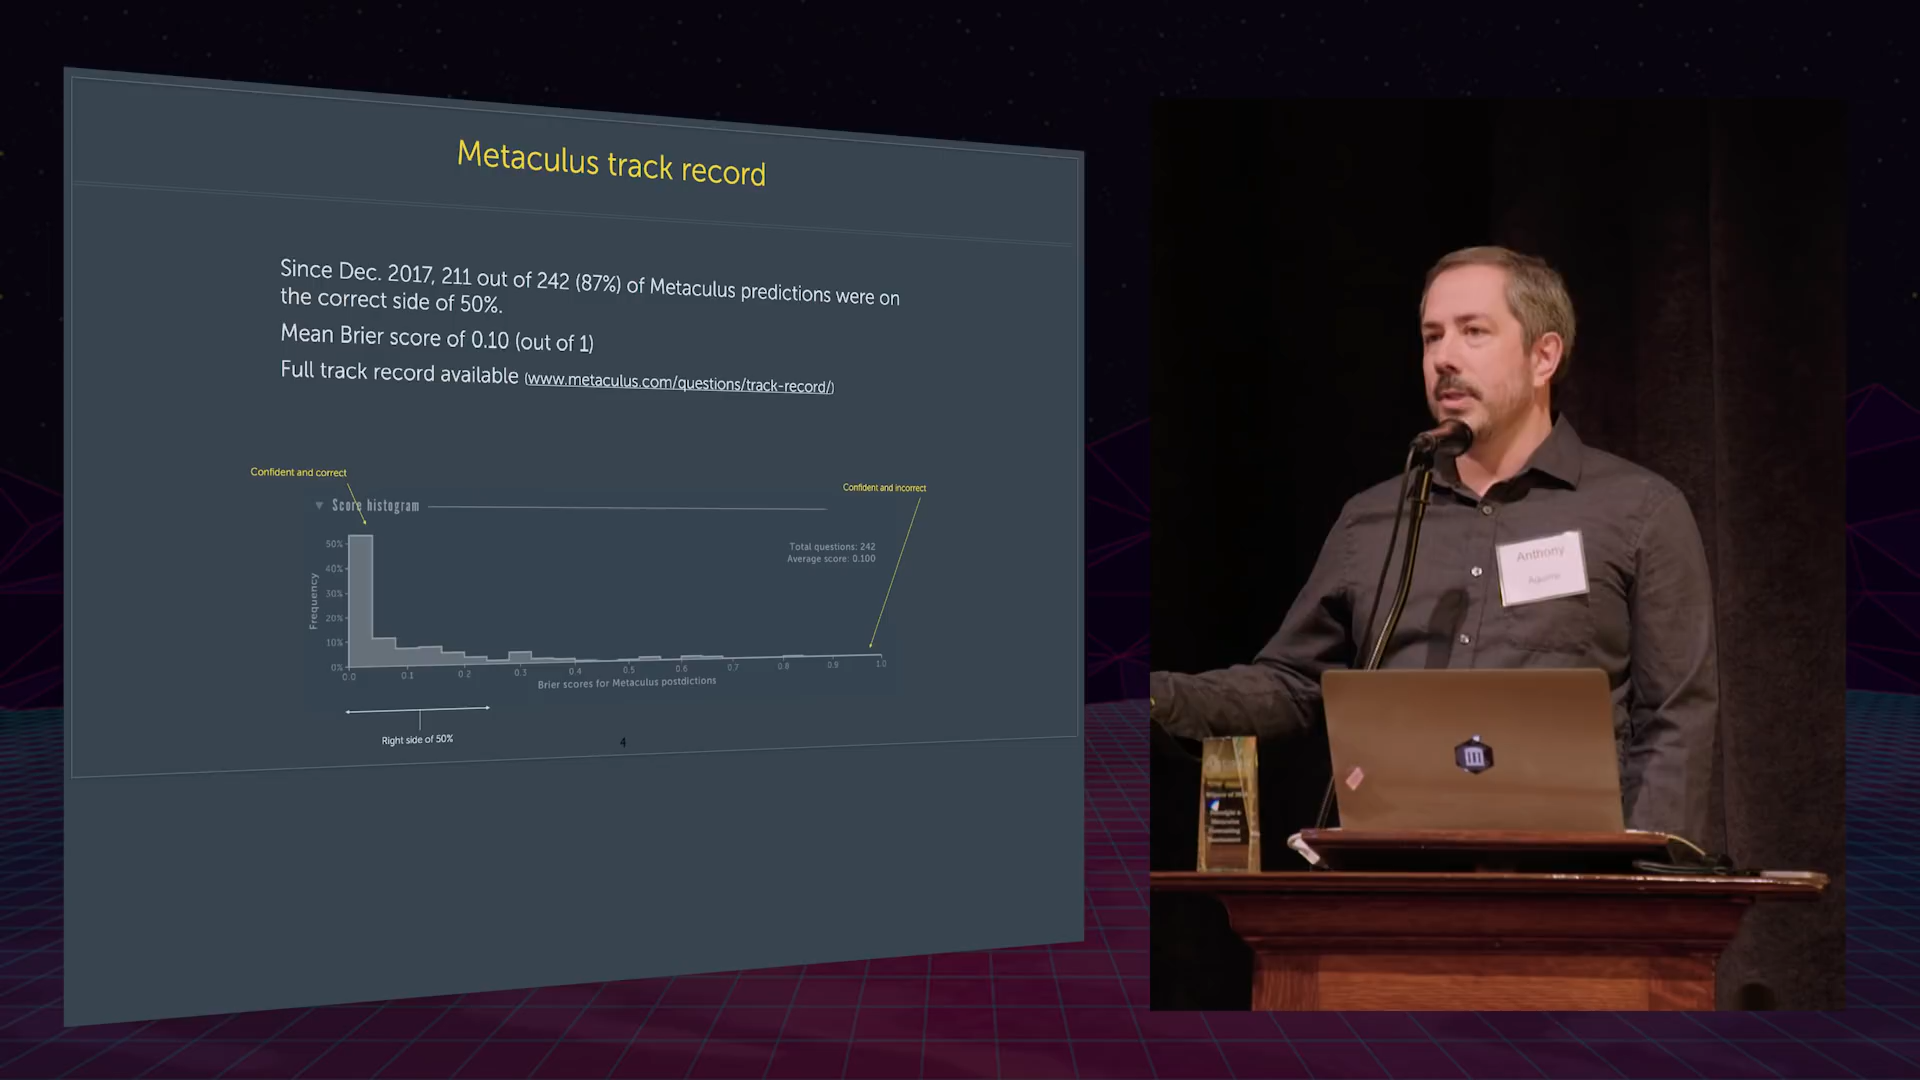 Metaculus track record
Since Dec. 2017, 211 out of 242 (87%) of Metaculus predictions were on
the correct side of 50%.
Mean Brier score of 0.10 (out of 1)
Full track record available (www.metaculus.com/questions/track-record/)
Confident and correct
Confident and incorrect
▼ Score histogram
Total questions: 242
Average score: 0.100
Frequency
50%
40%
30%
20%
10%
0%
0.0 0.1 0.2 0.3 0.4 0.5 0.6 0.7 0.8 0.9 1.0
Brier scores for Metaculus postdictions
Right side of 50%
4
Anthony
Aguirre